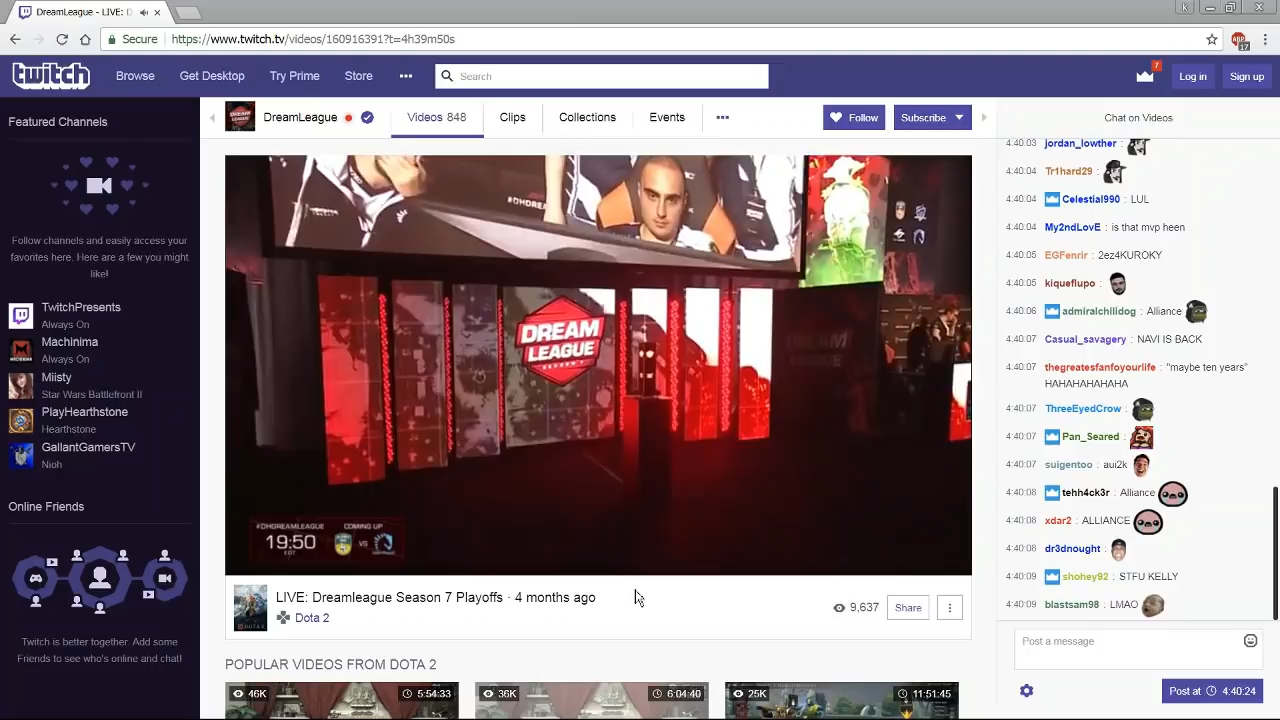 DreamLeague - LIVE: D
Secure https://www.twitch.tv/videos/160916391?t=4h39m50s
ABP
17
twitch Browse Get Desktop Try Prime Store ••• Search 7 Log in Sign up
Featured Channels
Follow channels and easily access your
favorites here. Here are a few you might
like!
TwitchPresents
Always On
Machinima
Always On
Miisty
Star Wars Battlefront II
PlayHearthstone
Hearthstone
GallantGamersTV
Nioh
Online Friends
Twitch is better together. Add some
Friends to see who's online and chat!
DreamLeague Videos 848 Clips Collections Events ••• Follow Subscribe
DREAM
LEAGUE
SEASON 7
#DHDREAMLEAGUE COMING UP
19:50 VS
EDT
LIVE: Dreamleague Season 7 Playoffs · 4 months ago
Dota 2
9,637 Share
POPULAR VIDEOS FROM DOTA 2
46K 5:54:33 36K 6:04:40 25K 11:51:45
Chat on Videos
4:40:03 jordan_lowther :
4:40:04 Tr1hard29 :
4:40:04 Celestial990 : LUL
4:40:04 My2ndLovE : is that mvp heen
4:40:05 EGFenrir : 2ez4KUROKY
4:40:05 kiqueflupo :
4:40:06 admiralchilidog : Alliance
4:40:07 Casual_savagery : NAVI IS BACK
4:40:07 thegreatesfanfoyourlife : "maybe ten years"
HAHAHAHAHAHA
4:40:07 ThreeEyedCrow :
4:40:07 Pan_Seared :
4:40:07 suigentoo : aui2k
4:40:08 tehh4ck3r : Alliance
4:40:08 xdar2 : ALLIANCE
4:40:08 dr3dnought :
4:40:09 shohey92 : STFU KELLY
4:40:09 blastsam98 : LMAO
Post a message
Post at 4:40:24